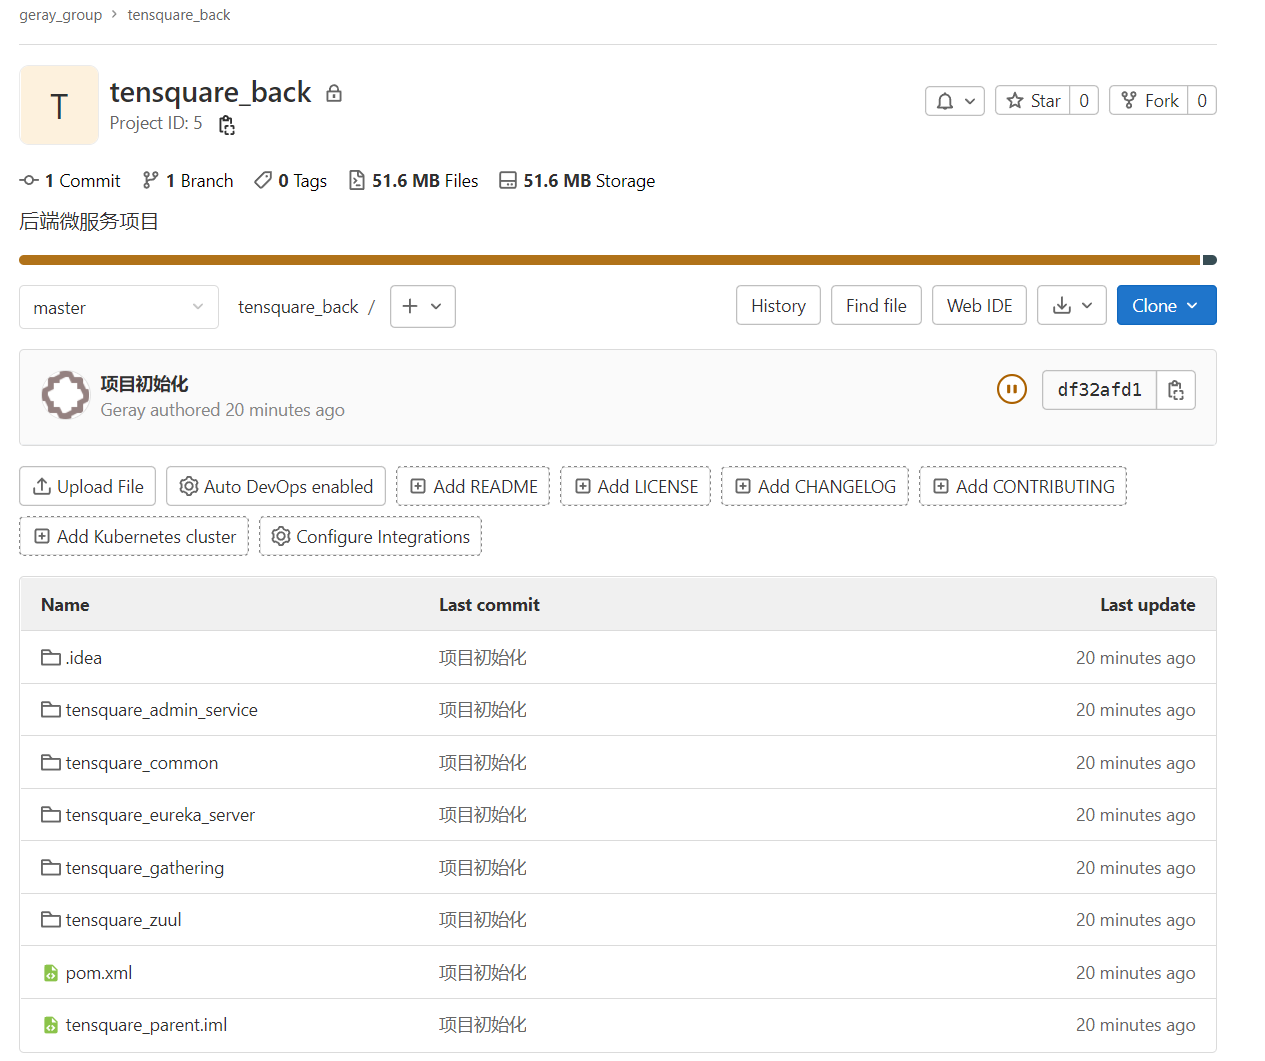 geray_group > tensquare_back
T
tensquare_back
Project ID: 5
Star 0
Fork 0
1 Commit 1 Branch 0 Tags 51.6 MB Files 51.6 MB Storage
后端微服务项目
master
tensquare_back /
History
Find file
Web IDE
Clone
项目初始化
Geray authored 20 minutes ago
df32afd1
Upload File
Auto DevOps enabled
Add README
Add LICENSE
Add CHANGELOG
Add CONTRIBUTING
Add Kubernetes cluster
Configure Integrations
Name Last commit Last update
.idea 项目初始化 20 minutes ago
tensquare_admin_service 项目初始化 20 minutes ago
tensquare_common 项目初始化 20 minutes ago
tensquare_eureka_server 项目初始化 20 minutes ago
tensquare_gathering 项目初始化 20 minutes ago
tensquare_zuul 项目初始化 20 minutes ago
pom.xml 项目初始化 20 minutes ago
tensquare_parent.iml 项目初始化 20 minutes ago